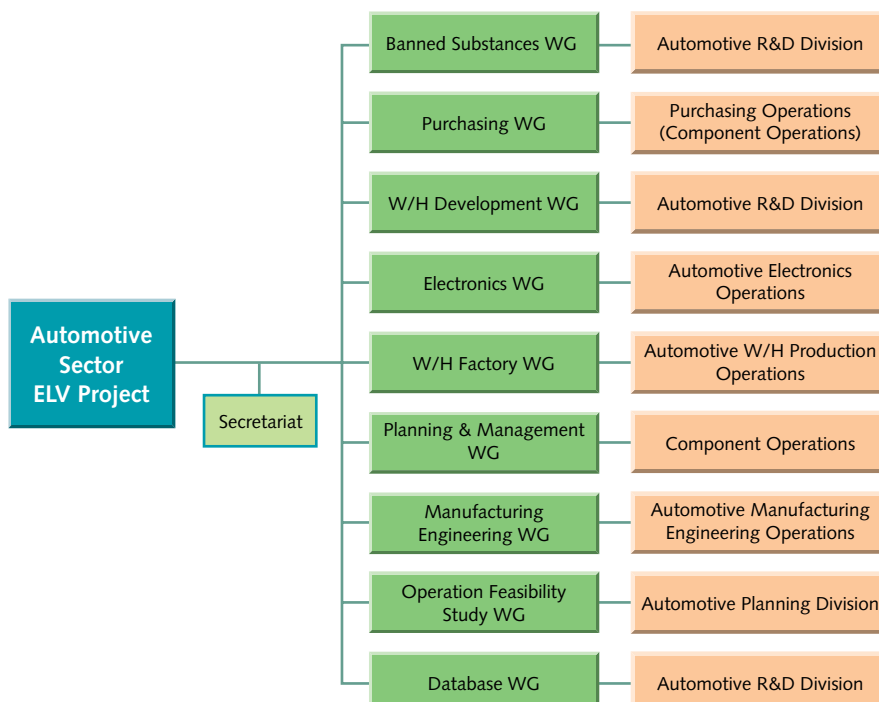 Banned Substances WG
Automotive R&D Division
Purchasing WG
Purchasing Operations
(Component Operations)
W/H Development WG
Automotive R&D Division
Electronics WG
Automotive Electronics
Operations
Automotive
Sector
ELV Project
Secretariat
W/H Factory WG
Automotive W/H Production
Operations
Planning & Management
WG
Component Operations
Manufacturing
Engineering WG
Automotive Manufacturing
Engineering Operations
Operation Feasibility
Study WG
Automotive Planning Division
Database WG
Automotive R&D Division